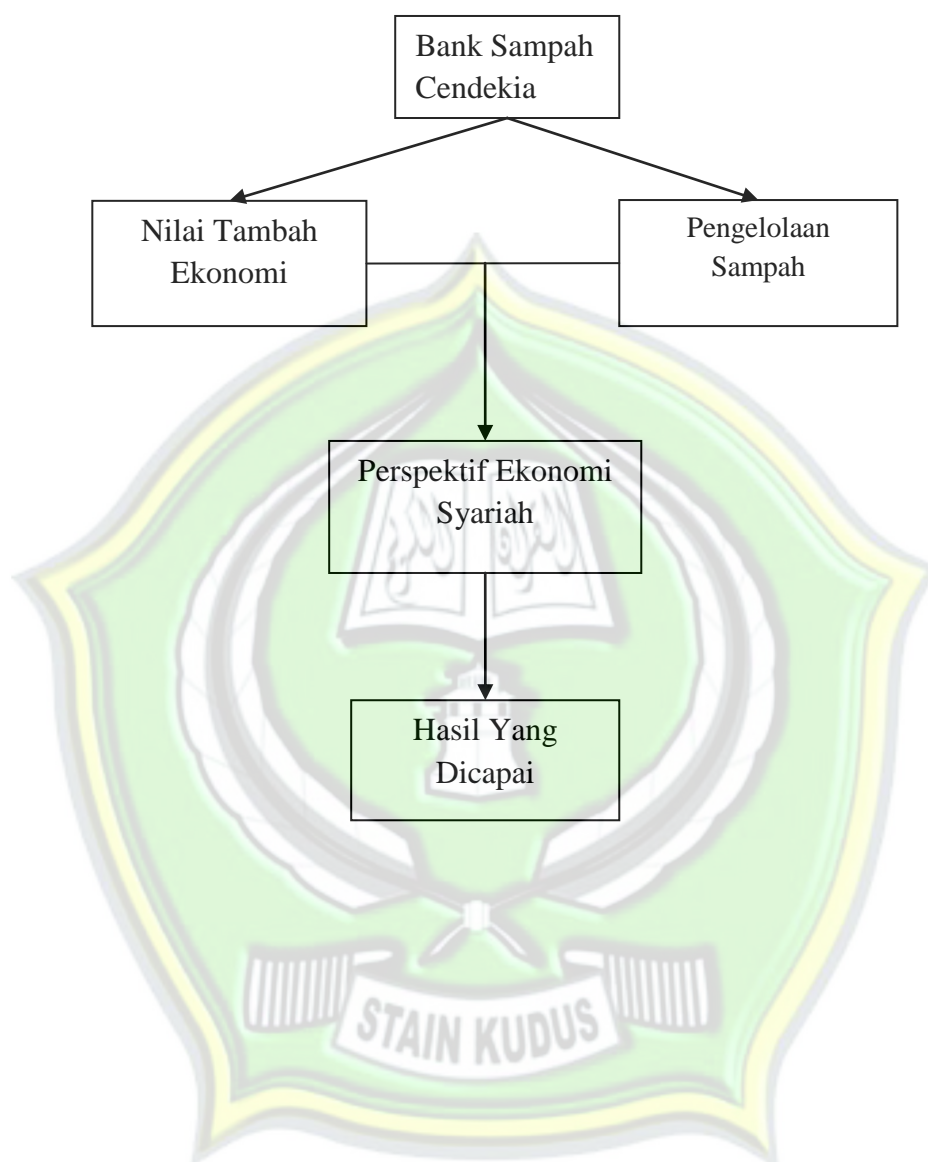 Bank Sampah
Cendekia
Nilai Tambah
Ekonomi
Pengelolaan
Sampah
Perspektif Ekonomi
Syariah
Hasil Yang
Dicapai
STAIN KUDUS